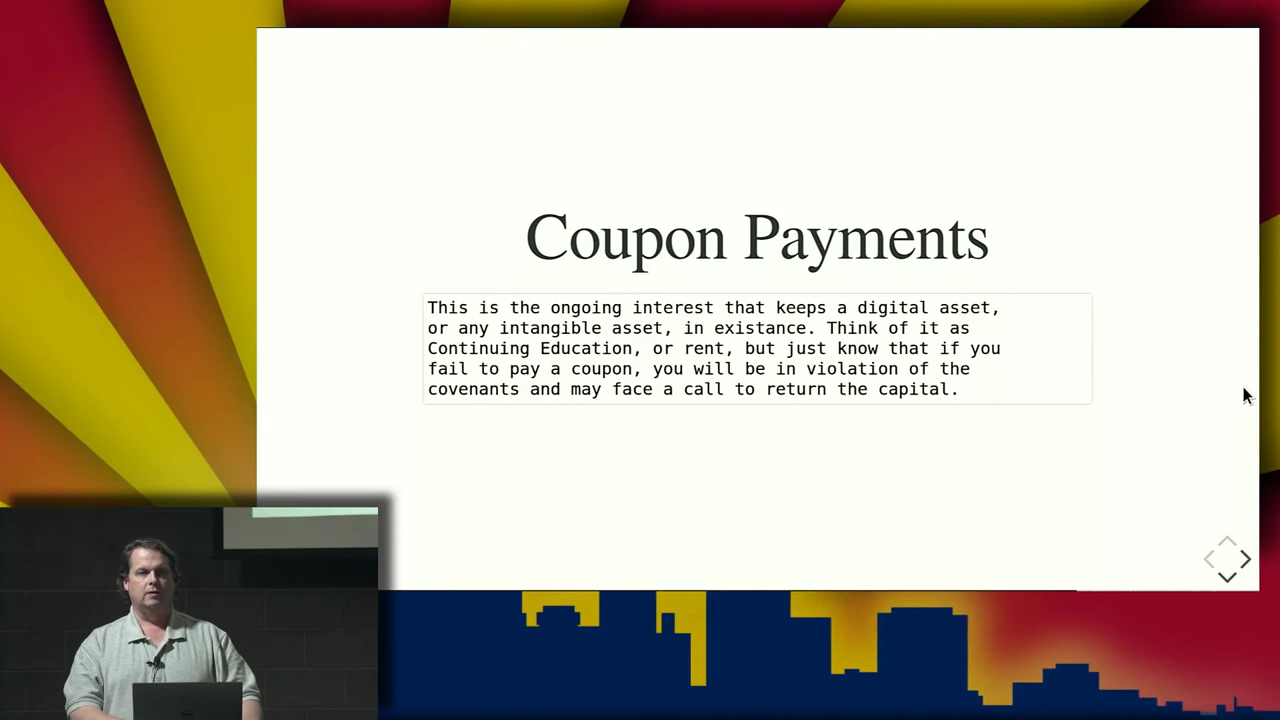 Coupon Payments
This is the ongoing interest that keeps a digital asset,
or any intangible asset, in existance. Think of it as
Continuing Education, or rent, but just know that if you
fail to pay a coupon, you will be in violation of the
covenants and may face a call to return the capital.